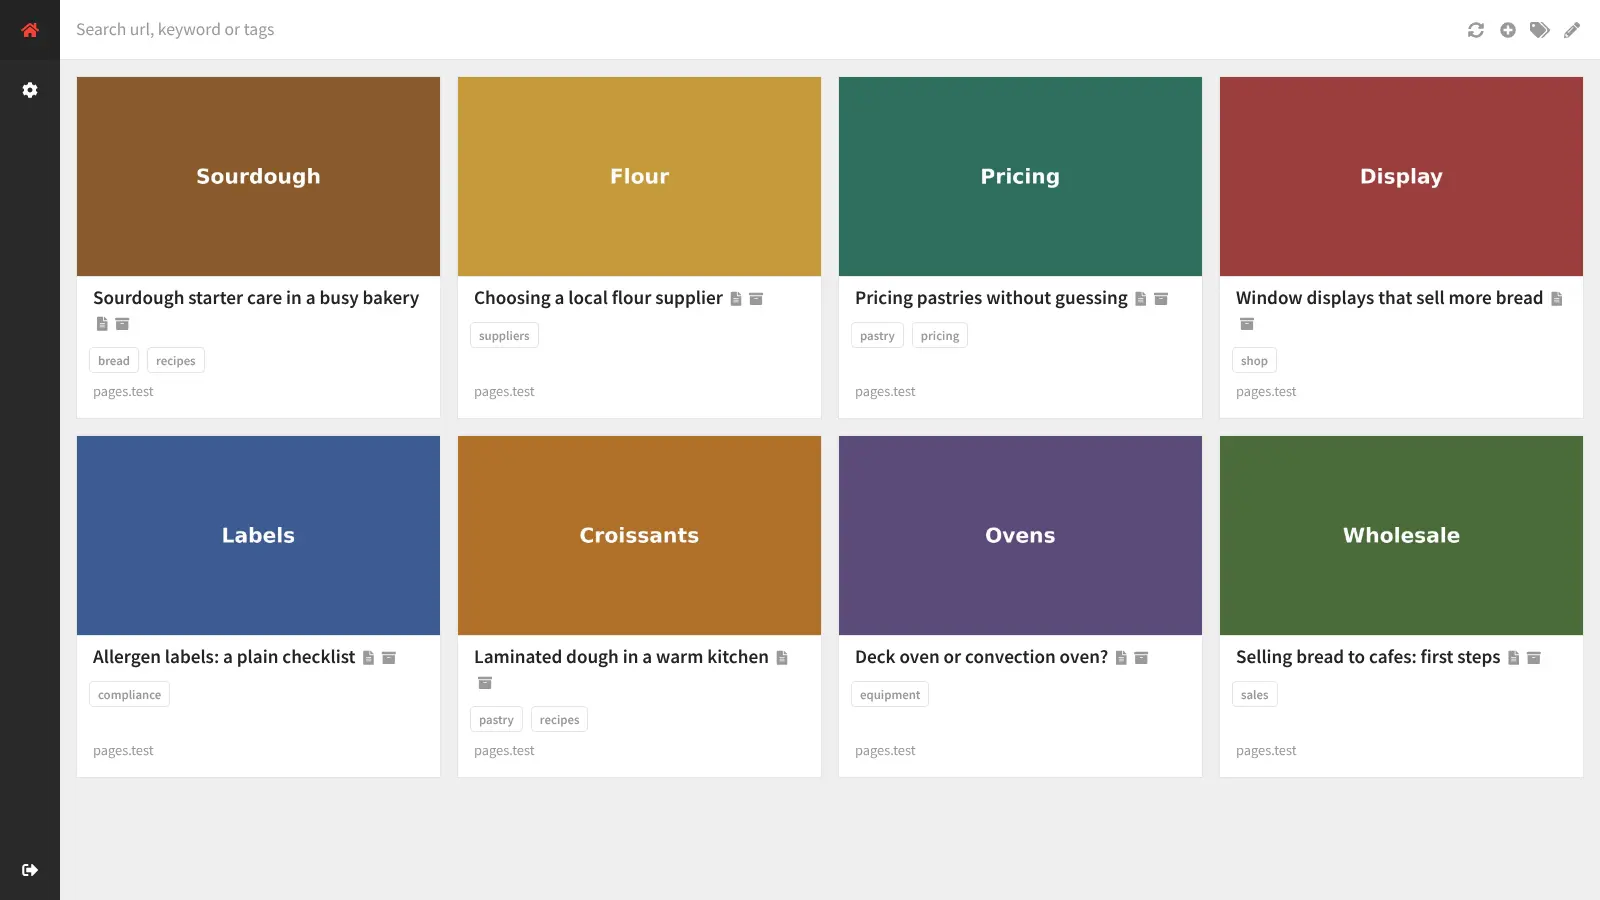 Search url, keyword or tags
Sourdough
Sourdough starter care in a busy bakery
bread recipes
pages.test
Flour
Choosing a local flour supplier
suppliers
pages.test
Pricing
Pricing pastries without guessing
pastry pricing
pages.test
Display
Window displays that sell more bread
shop
pages.test
Labels
Allergen labels: a plain checklist
compliance
pages.test
Croissants
Laminated dough in a warm kitchen
pastry recipes
pages.test
Ovens
Deck oven or convection oven?
equipment
pages.test
Wholesale
Selling bread to cafes: first steps
sales
pages.test